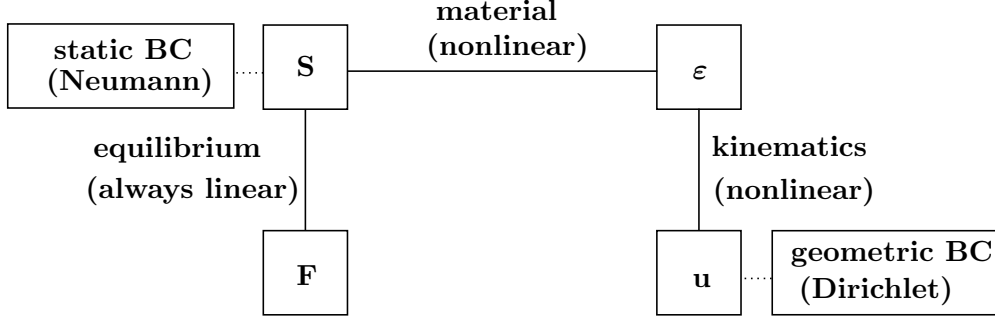 material
(nonlinear)
static BC
(Neumann)
S
ε
equilibrium
(always linear)
kinematics
(nonlinear)
F
u
geometric BC
(Dirichlet)